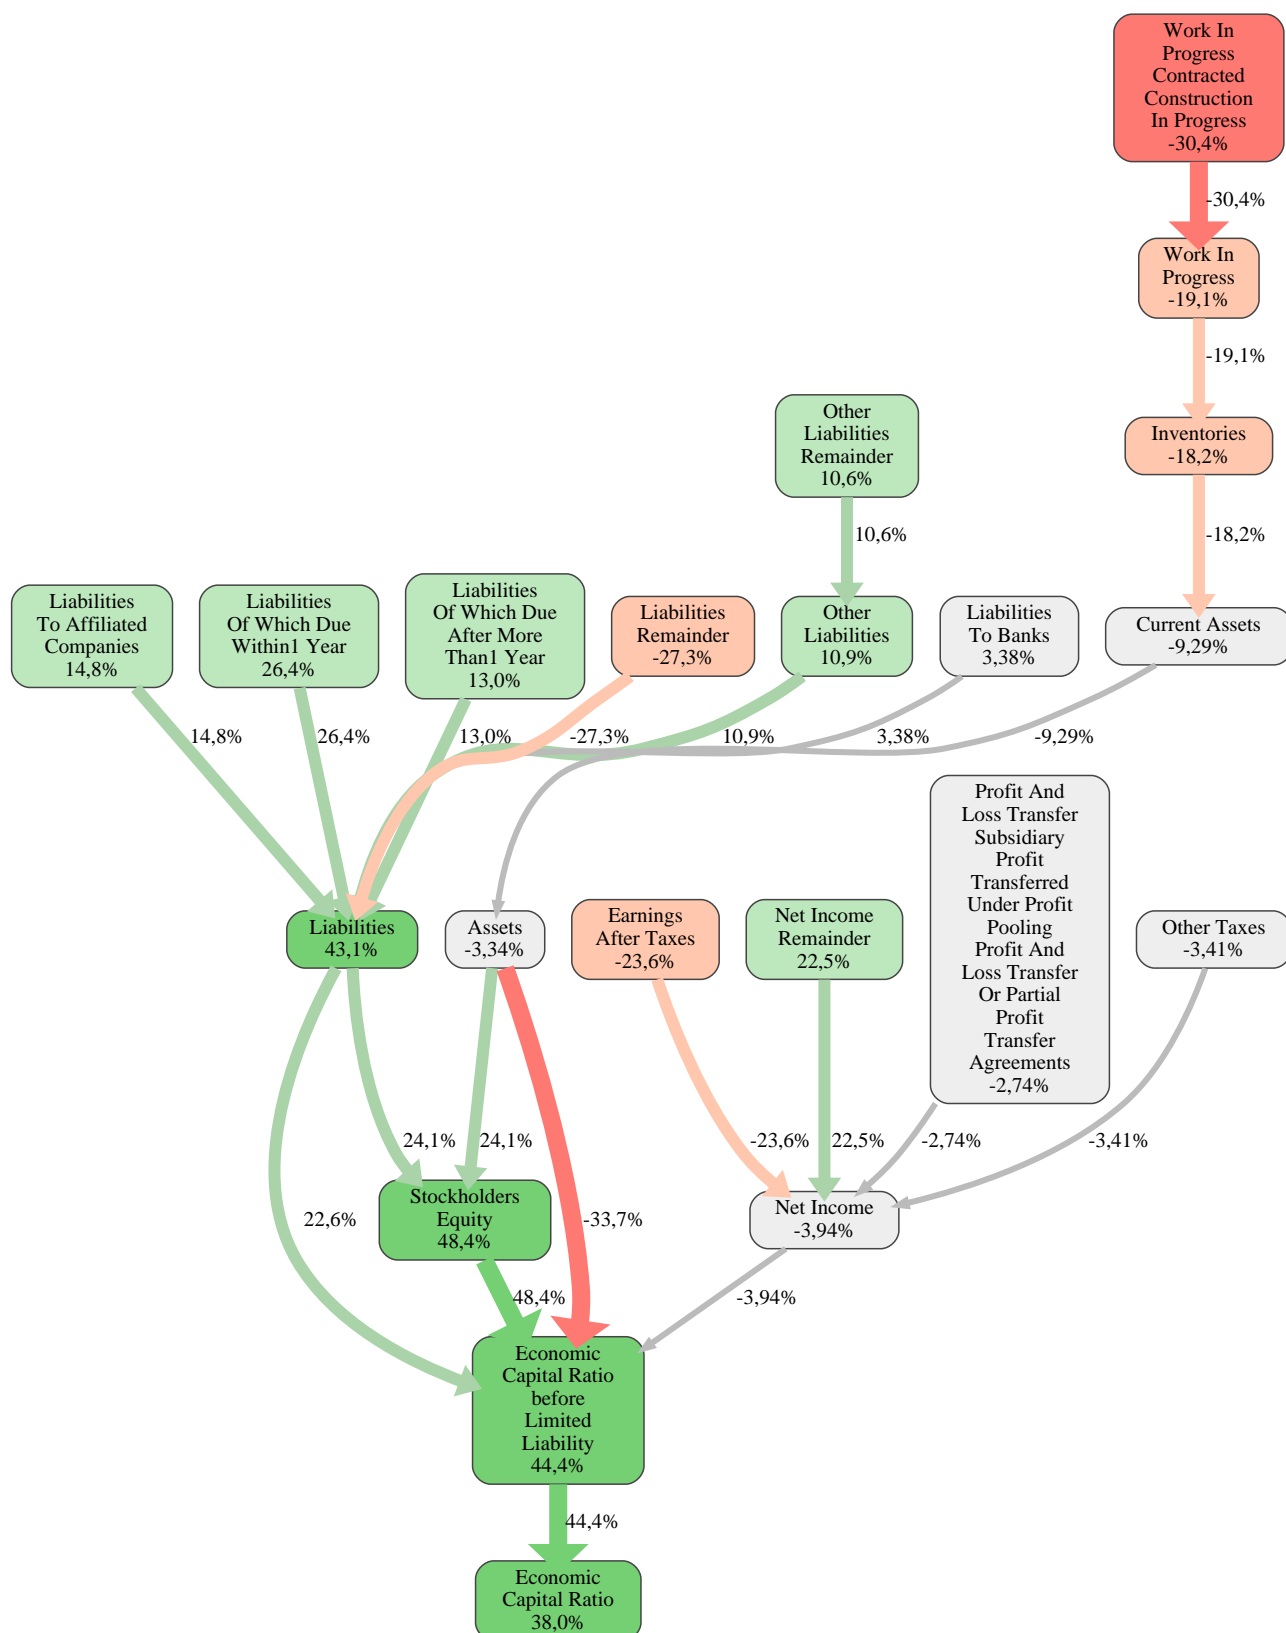 Work In
Progress
Contracted
Construction
In Progress
-30,4%
-30,4%
Work In
Progress
-19,1%
-19,1%
Other
Liabilities
Remainder
10,6%
Inventories
-18,2%
10,6%
-18,2%
Liabilities
To Affiliated
Companies
14,8%
Liabilities
Of Which Due
Within1 Year
26,4%
Liabilities
Of Which Due
After More
Than1 Year
13,0%
Liabilities
Remainder
-27,3%
Other
Liabilities
10,9%
Liabilities
To Banks
3,38%
Current Assets
-9,29%
14,8%
26,4%
13,0%
-27,3%
10,9%
3,38%
-9,29%
Profit And
Loss Transfer
Subsidiary
Profit
Transferred
Under Profit
Pooling
Profit And
Loss Transfer
Or Partial
Profit
Transfer
Agreements
-2,74%
Liabilities
43,1%
Assets
-3,34%
Earnings
After Taxes
-23,6%
Net Income
Remainder
22,5%
Other Taxes
-3,41%
24,1%
24,1%
-23,6%
22,5%
-2,74%
-3,41%
Stockholders
Equity
48,4%
22,6%
-33,7%
Net Income
-3,94%
48,4%
-3,94%
Economic
Capital Ratio
before
Limited
Liability
44,4%
44,4%
Economic
Capital Ratio
38,0%